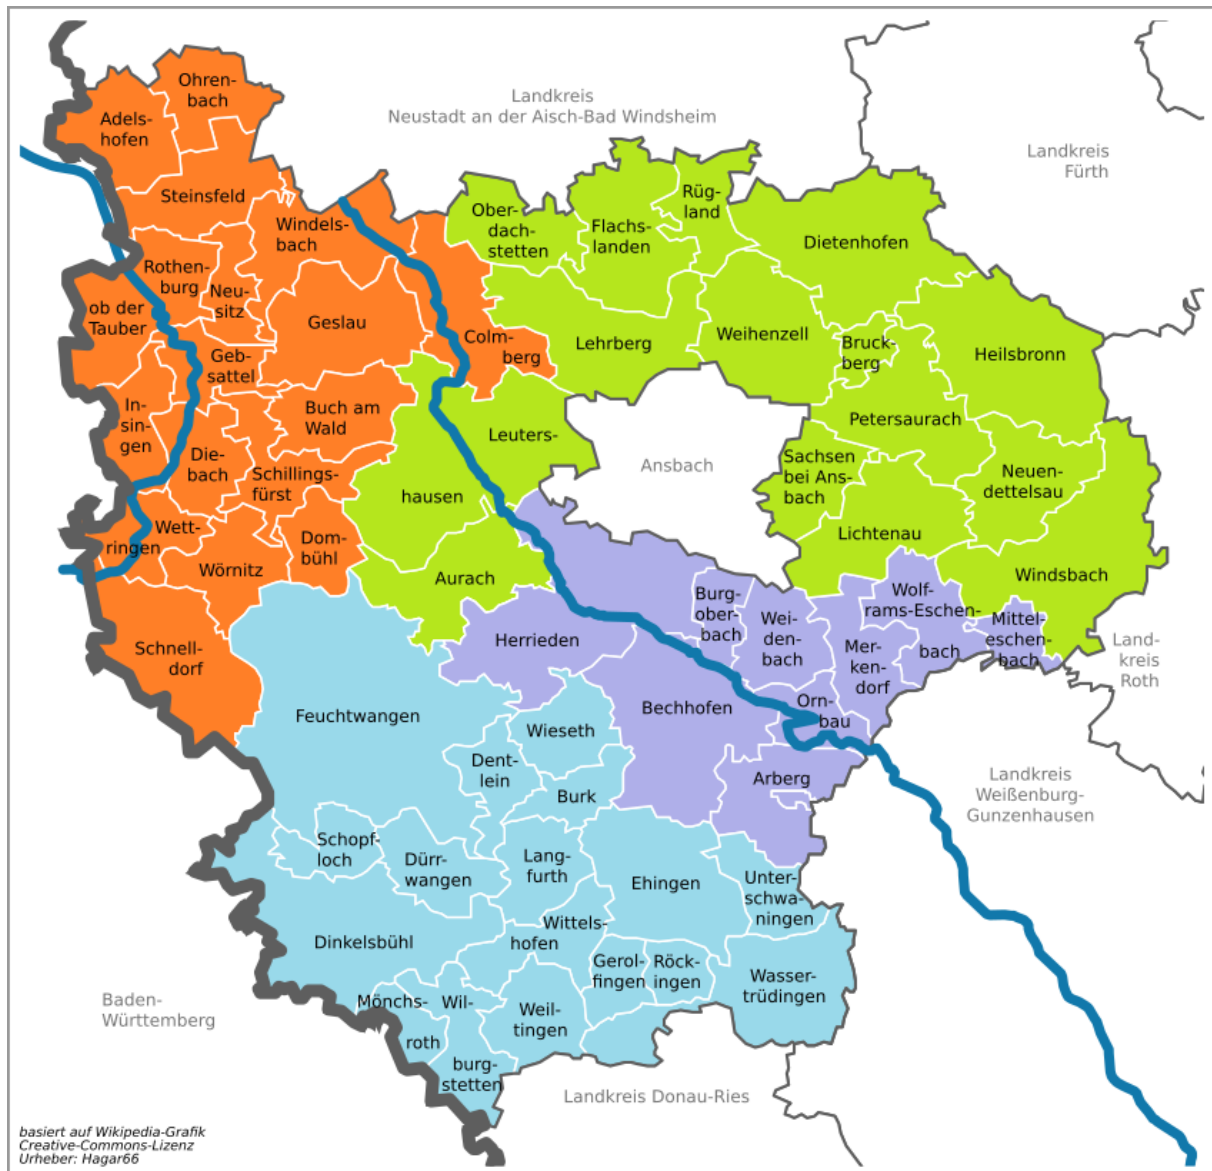 Ohren-
bach
Adels-
hofen
Landkreis
Neustadt an der Aisch-Bad Windsheim
Landkreis
Fürth
Steinsfeld
Windels-
bach
Ober-
dach-
stetten
Flachs-
landen
Rüg-
land
Dietenhofen
Rothen-
burg
ob der
Tauber
Neu-
sitz
Geslau
Colm-
berg
Lehrberg
Weihenzell
Bruck-
berg
Heilsbronn
Geb-
sattel
In-
sin-
gen
Buch am
Wald
Leuters-
hausen
Ansbach
Petersaurach
Die-
bach
Schillings-
fürst
Sachsen
bei Ans-
bach
Neuen-
dettelsau
Wett-
ringen
Wörnitz
Dom-
bühl
Aurach
Lichtenau
Windsbach
Herrieden
Burg-
ober-
bach
Wei-
den-
bach
Wolf-
rams-Eschen-
bach
Mittel-
eschen-
bach
Mer-
ken-
dorf
Land-
kreis
Roth
Schnell-
dorf
Feuchtwangen
Wieseth
Bechhofen
Orn-
bau
Dent-
lein
Burk
Arberg
Landkreis
Weißenburg-
Gunzenhausen
Schopf-
loch
Dürr-
wangen
Lang-
furth
Ehingen
Unter-
schwa-
ningen
Dinkelsbühl
Wittels-
hofen
Gerol-
fingen
Röck-
ingen
Wasser-
trüdingen
Baden-
Württemberg
Mönchs-
roth
Wil-
burg-
stetten
Weil-
tingen
Landkreis Donau-Ries
basiert auf Wikipedia-Grafik
Creative-Commons-Lizenz
Urheber: Hagar66